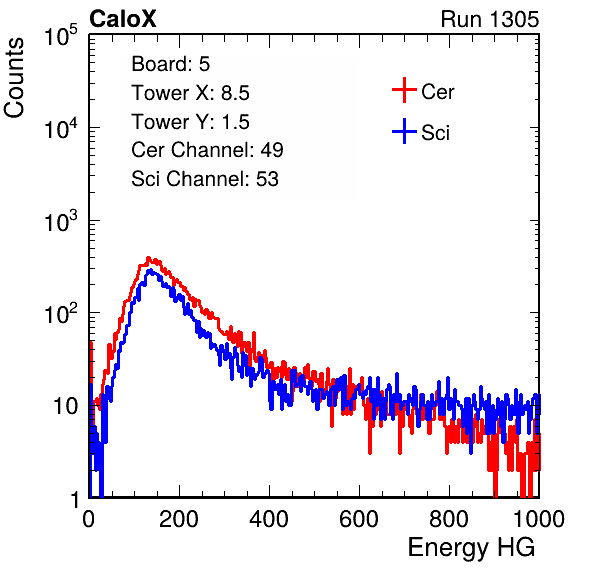 CaloX Run 1305
Counts
10^5
10^4
10^3
10^2
10
1
Board: 5
Tower X: 8.5
Tower Y: 1.5
Cer Channel: 49
Sci Channel: 53
Cer
Sci
0 200 400 600 800 1000
Energy HG